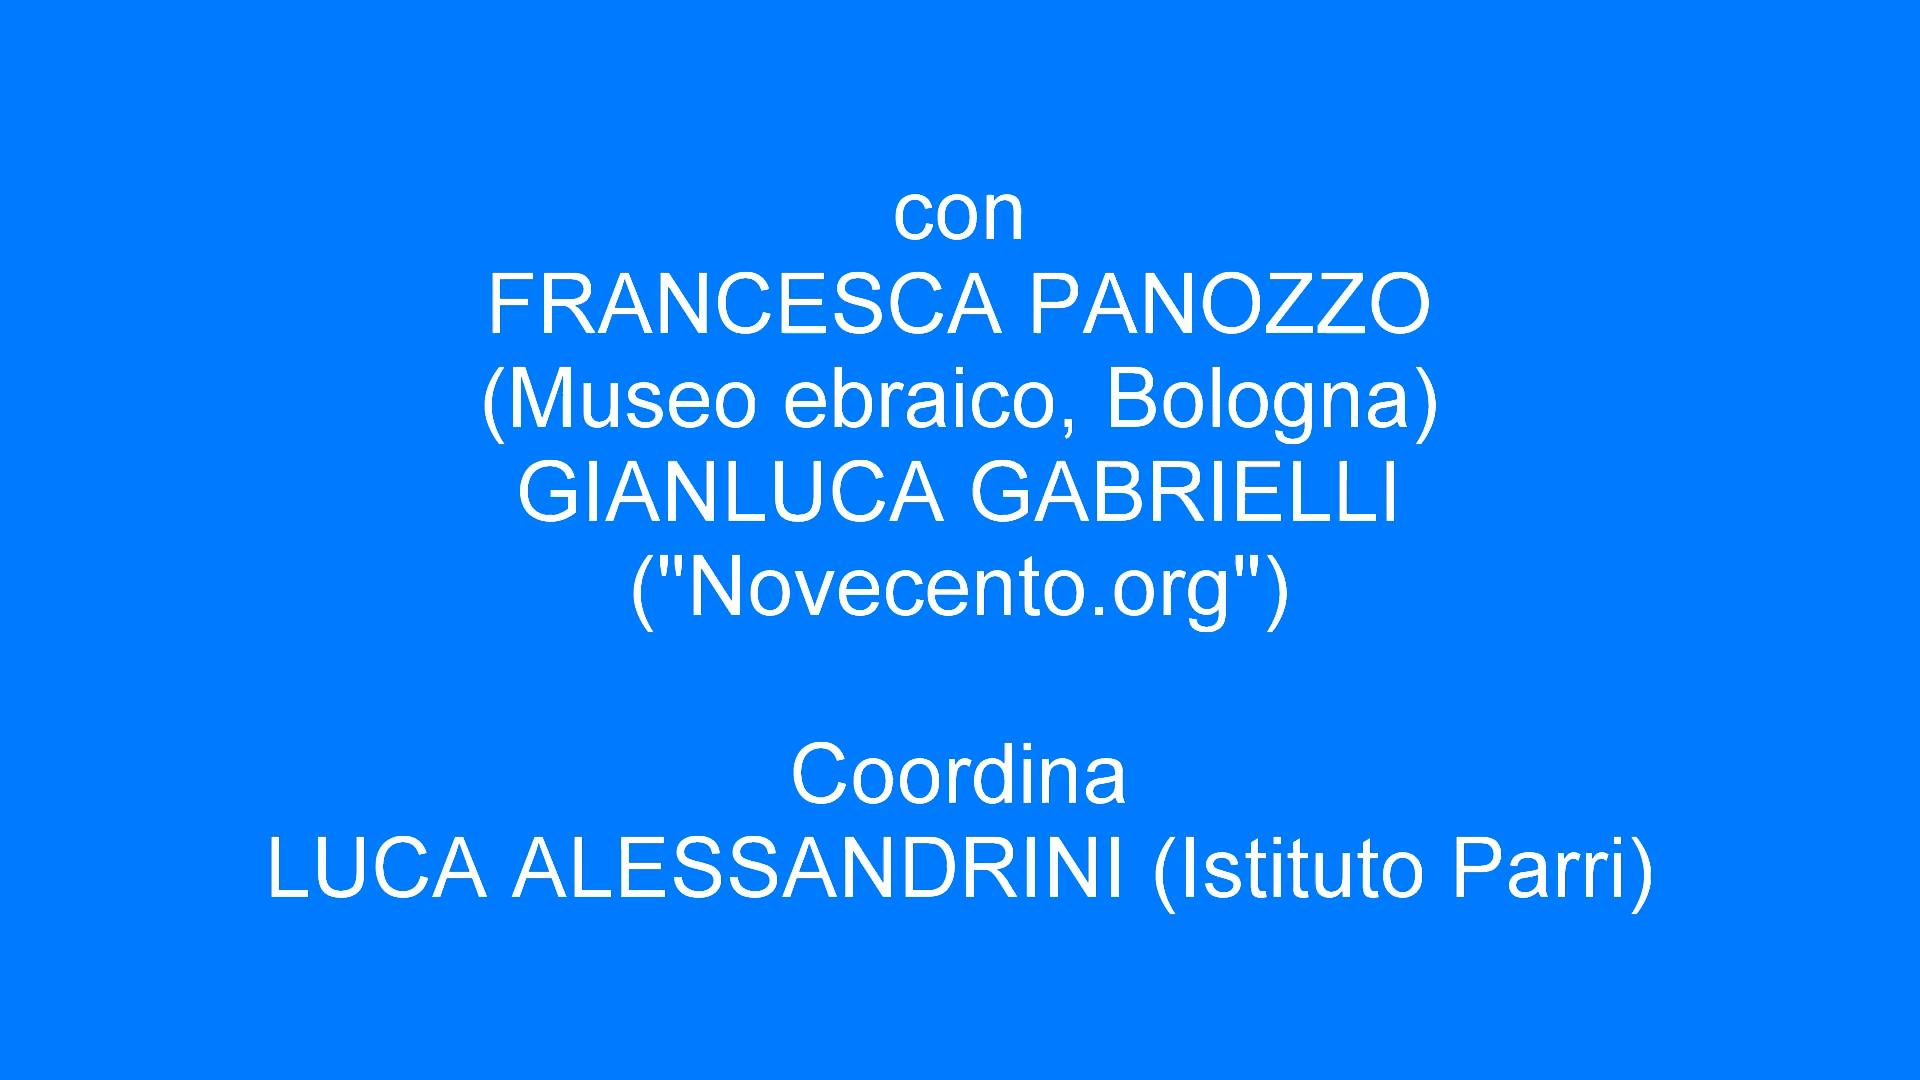 con
FRANCESCA PANOZZO
(Museo ebraico, Bologna)
GIANLUCA GABRIELLI
("Novecento.org")
Coordina
LUCA ALESSANDRINI (Istituto Parri)